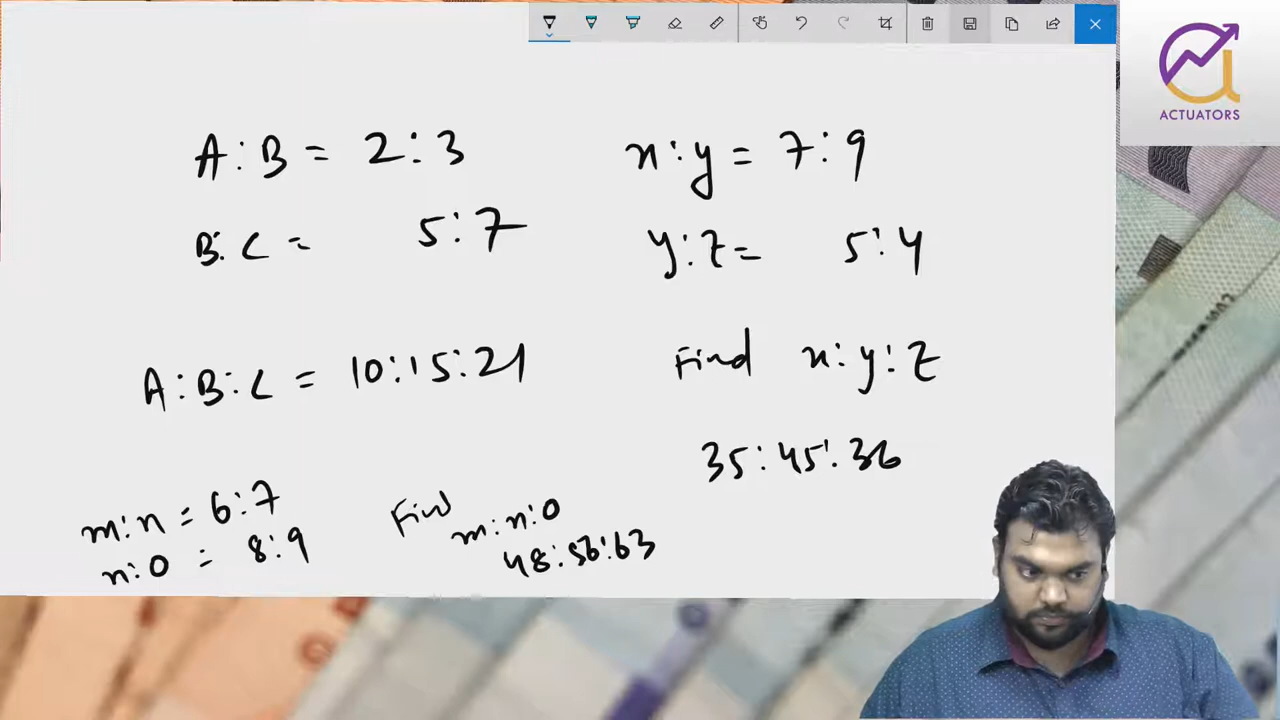 ACTUATORS
A:B = 2:3
B:C = 5:7
A:B:C = 10:15:21
x:y = 7:9
y:z = 5:4
Find x:y:z
35:45:36
m:n = 6:7
n:o = 8:9
Find
m:n:o
48:56:63